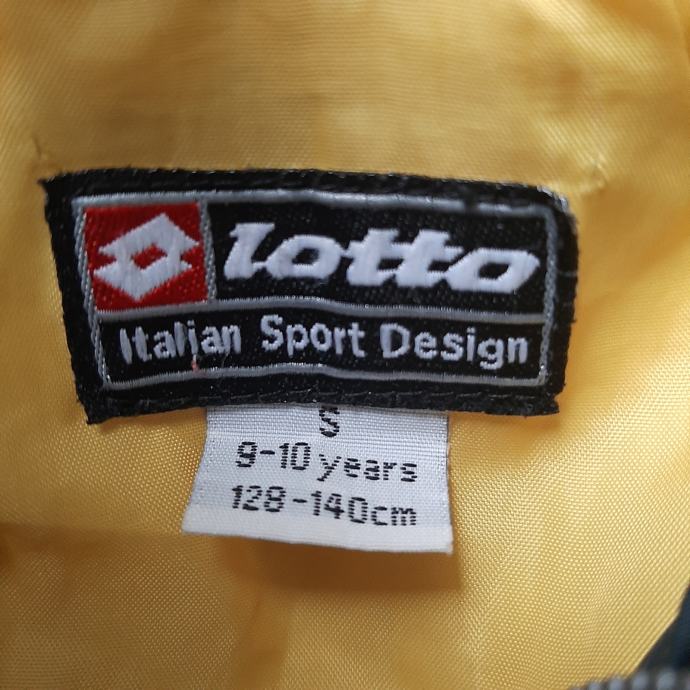 lotto
Italian Sport Design
S
9-10 years
128-140cm